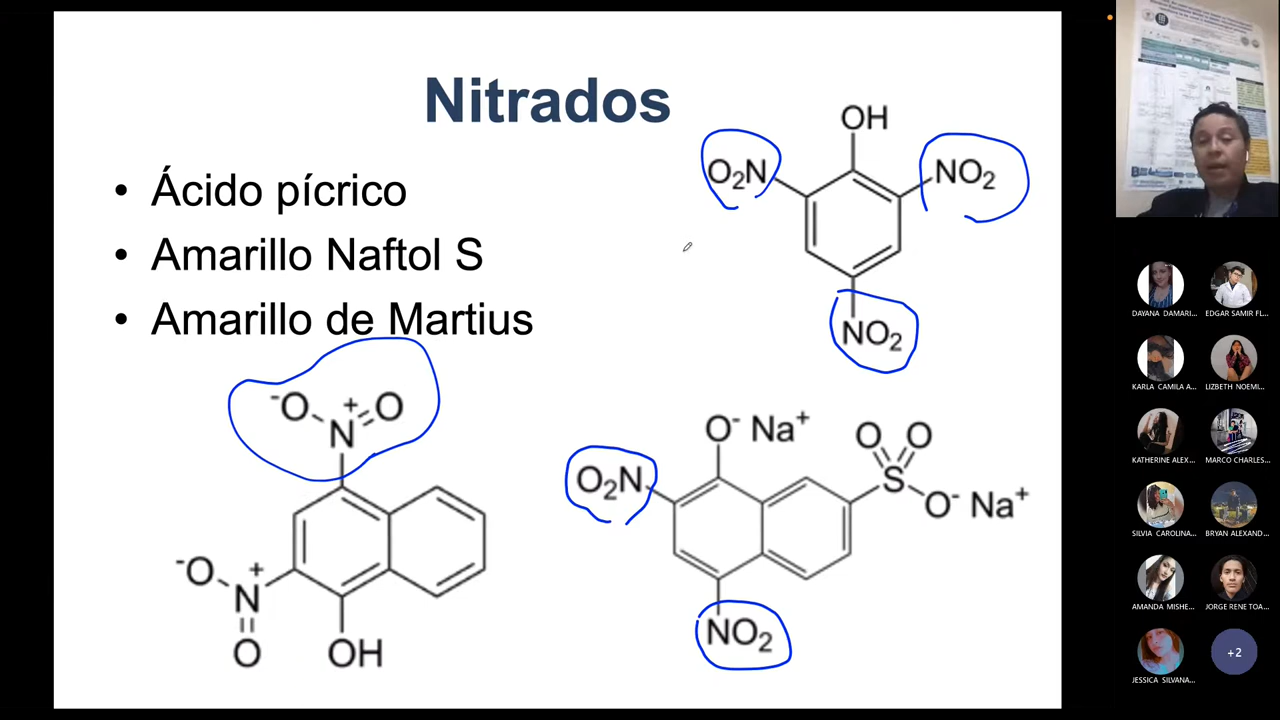 Nitrados
• Ácido pícrico
• Amarillo Naftol S
• Amarillo de Martius
OH
O₂N
NO₂
NO₂
⁻O
N⁺
O
⁻O
N⁺
O
OH
O⁻ Na⁺
O₂N
NO₂
O
O
S
O⁻ Na⁺
DAYANA DAMARI...
EDGAR SAMIR FL...
KARLA CAMILA A...
LIZBETH NOEMI...
KATHERINE ALEX...
MARCO CHARLES...
SILVIA CAROLINA...
BRYAN ALEXAND...
AMANDA MISHE...
JORGE RENE TOA...
JESSICA SILVANA...
+2